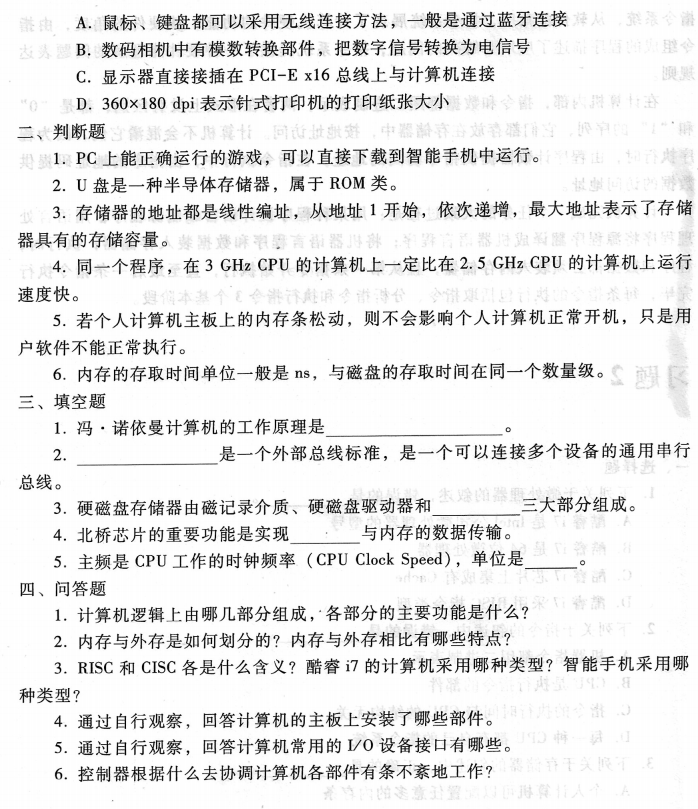 A. 鼠标、键盘都可以采用无线连接方法,一般是通过蓝牙连接
B. 数码相机中有模数转换部件,把数字信号转换为电信号
C. 显示器直接接插在 PCI-E x16 总线上与计算机连接
D. 360×180 dpi 表示针式打印机的打印纸张大小
二、判断题
1. PC 上能正确运行的游戏,可以直接下载到智能手机中运行。
2. U 盘是一种半导体存储器,属于 ROM 类。
3. 存储器的地址都是线性编址,从地址 1 开始,依次递增,最大地址表示了存储
器具有的存储容量。
4. 同一个程序,在 3 GHz CPU 的计算机上一定比在 2.5 GHz CPU 的计算机上运行
速度快。
5. 若个人计算机主板上的内存条松动,则不会影响个人计算机正常开机,只是用
户软件不能正常执行。
6. 内存的存取时间单位一般是 ns,与磁盘的存取时间在同一个数量级。
三、填空题
1. 冯·诺依曼计算机的工作原理是____________________。
2. ________________是一个外部总线标准,是一个可以连接多个设备的通用串行
总线。
3. 硬磁盘存储器由磁记录介质、硬磁盘驱动器和__________三大部分组成。
4. 北桥芯片的重要功能是实现________与内存的数据传输。
5. 主频是 CPU 工作的时钟频率(CPU Clock Speed),单位是______。
四、问答题
1. 计算机逻辑上由哪几部分组成,各部分的主要功能是什么?
2. 内存与外存是如何划分的?内存与外存相比有哪些特点?
3. RISC 和 CISC 各是什么含义?酷睿 i7 的计算机采用哪种类型?智能手机采用哪
种类型?
4. 通过自行观察,回答计算机的主板上安装了哪些部件。
5. 通过自行观察,回答计算机常用的 I/O 设备接口有哪些。
6. 控制器根据什么去协调计算机各部件有条不紊地工作?